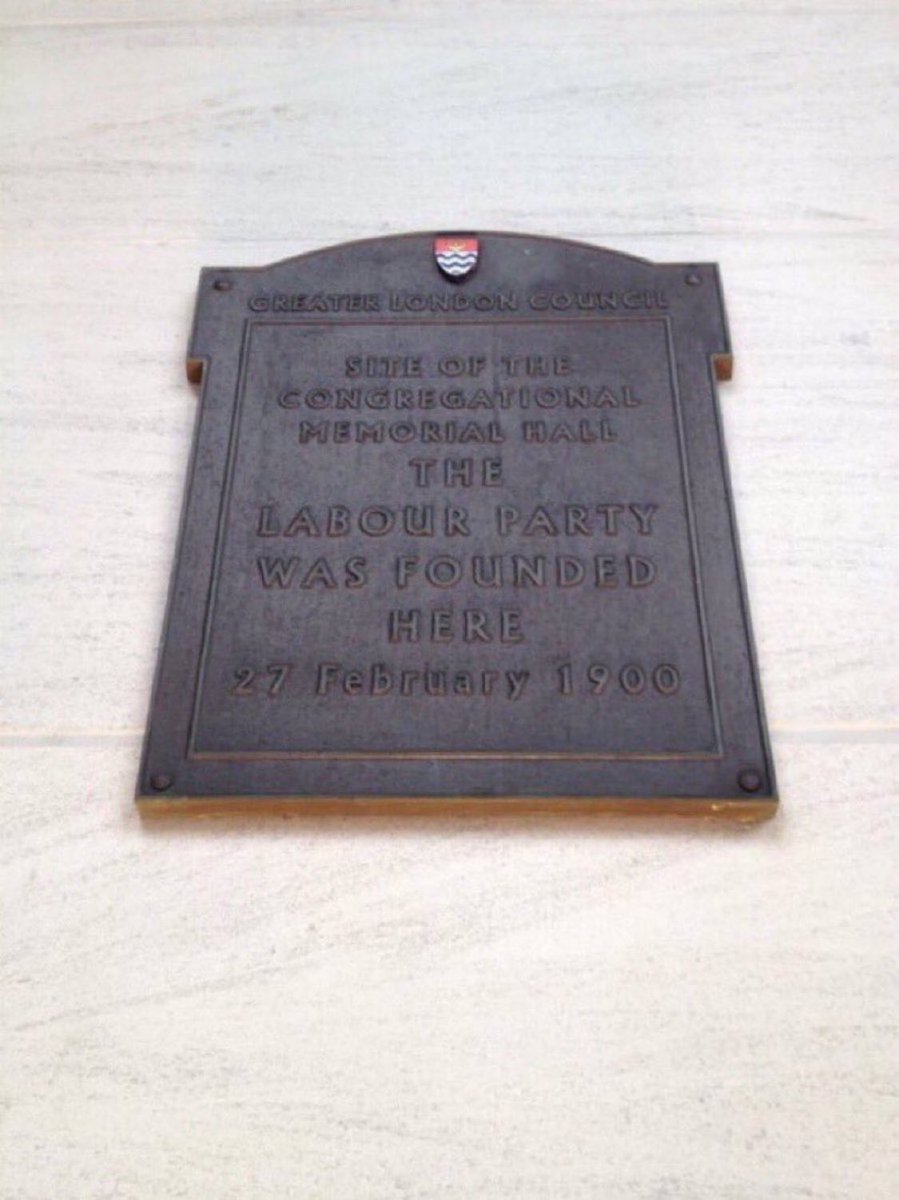 GREATER LONDON COUNCIL
SITE OF THE
CONGREGATIONAL
MEMORIAL HALL
THE
LABOUR PARTY
WAS FOUNDED
HERE
27 February 1900